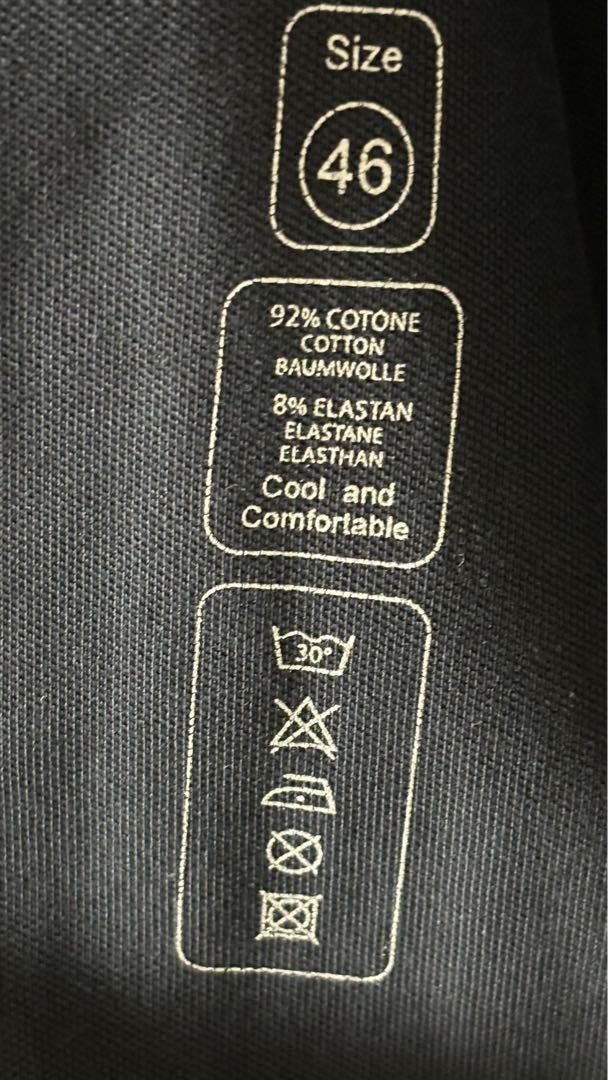 Size
46
92% COTONE
COTTON
BAUMWOLLE
8% ELASTAN
ELASTANE
ELASTHAN
Cool and
Comfortable
30°